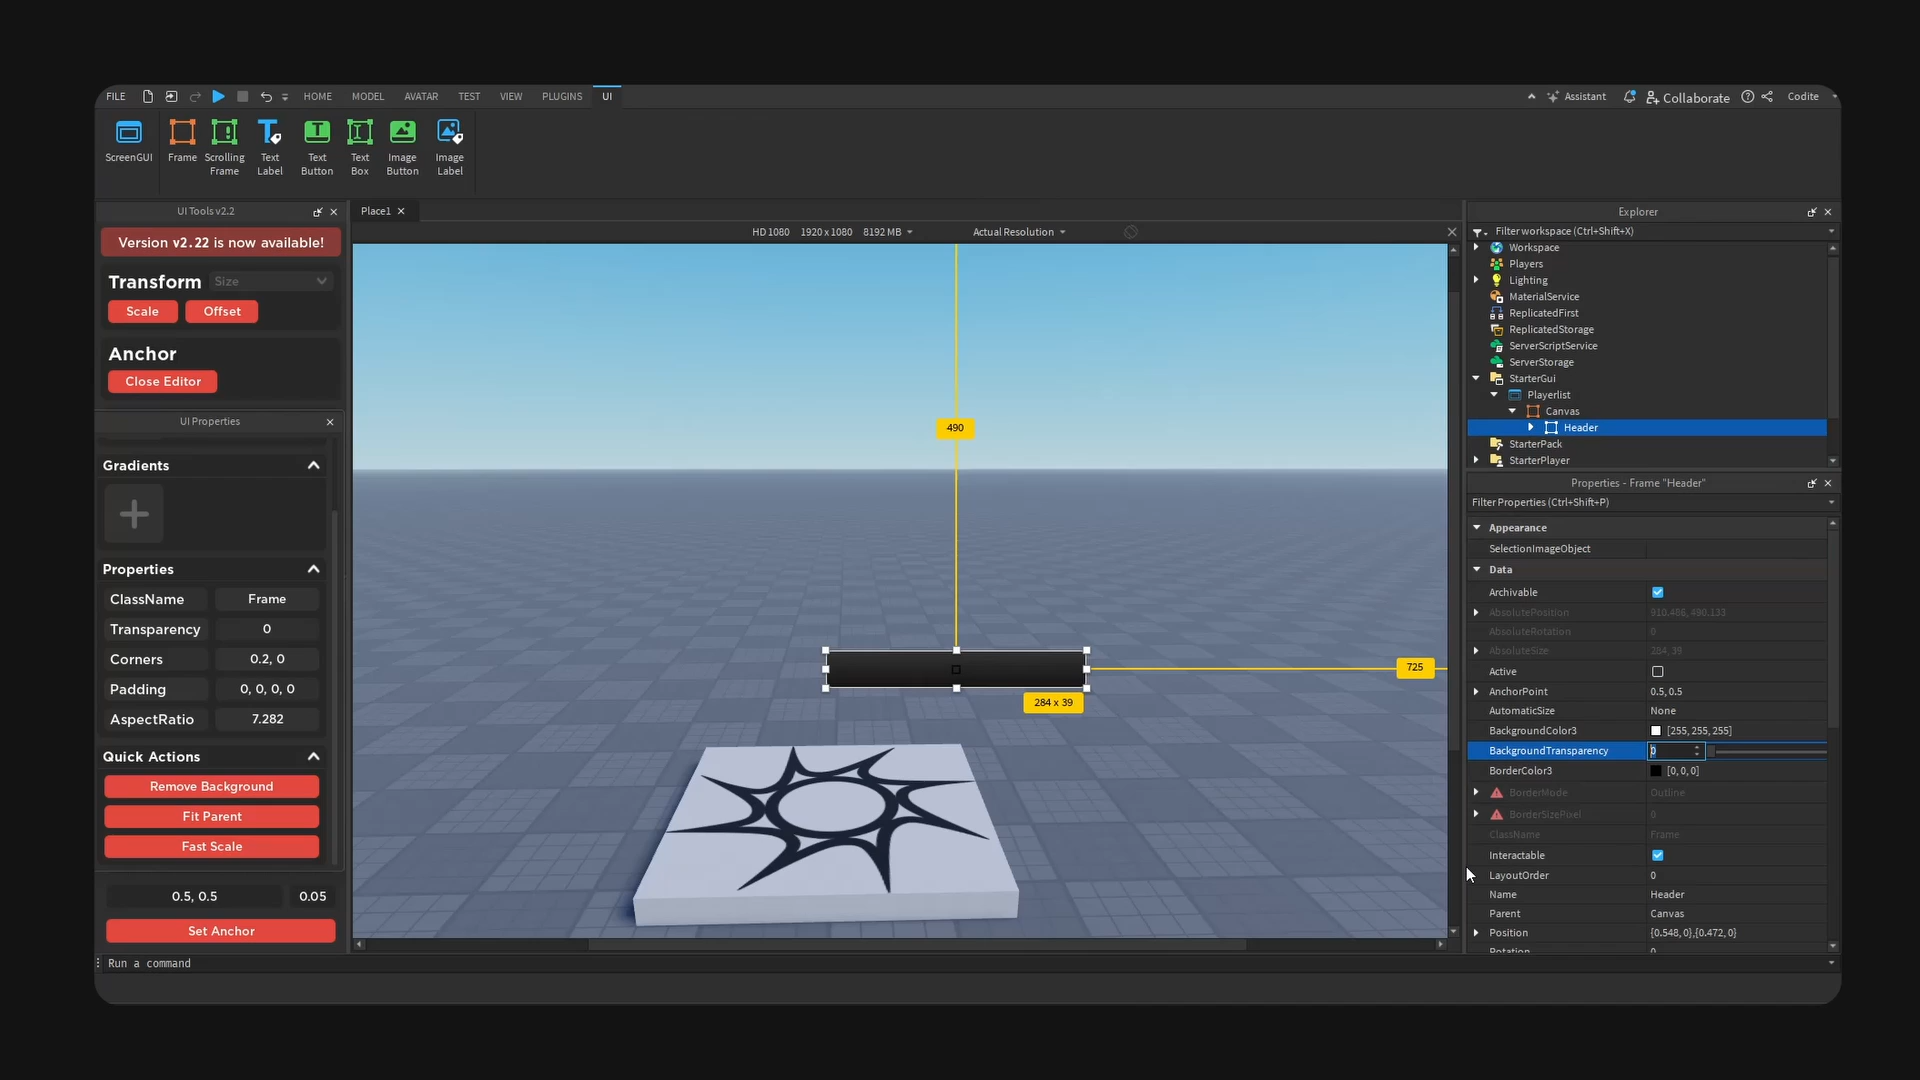 FILE
HOME
MODEL
AVATAR
TEST
VIEW
PLUGINS
UI
Assistant
Collaborate
Codite
ScreenGUI
Frame
Scrolling
Frame
Text
Label
Text
Button
Text
Box
Image
Button
Image
Label
UI Tools v2.2
Version v2.22 is now available!
Transform
Size
Scale
Offset
Anchor
Close Editor
UI Properties
Gradients
Properties
ClassName
Frame
Transparency
0
Corners
0.2, 0
Padding
0, 0, 0, 0
AspectRatio
7.282
Quick Actions
Remove Background
Fit Parent
Fast Scale
0.5, 0.5
0.05
Set Anchor
Run a command
Place1
HD 1080 1920 x 1080 8192 MB
Actual Resolution
490
725
284 x 39
Explorer
Filter workspace (Ctrl+Shift+X)
Workspace
Players
Lighting
MaterialService
ReplicatedFirst
ReplicatedStorage
ServerScriptService
ServerStorage
StarterGui
Playerlist
Canvas
Header
StarterPack
StarterPlayer
Properties - Frame "Header"
Filter Properties (Ctrl+Shift+P)
Appearance
SelectionImageObject
Data
Archivable
AbsolutePosition 910.486, 490.133
AbsoluteRotation 0
AbsoluteSize 284, 39
Active
AnchorPoint 0.5, 0.5
AutomaticSize None
BackgroundColor3 [255, 255, 255]
BackgroundTransparency 0
BorderColor3 [0, 0, 0]
BorderMode Outline
BorderSizePixel 0
ClassName Frame
Interactable
LayoutOrder 0
Name Header
Parent Canvas
Position {0.548, 0},{0.472, 0}
Rotation 0